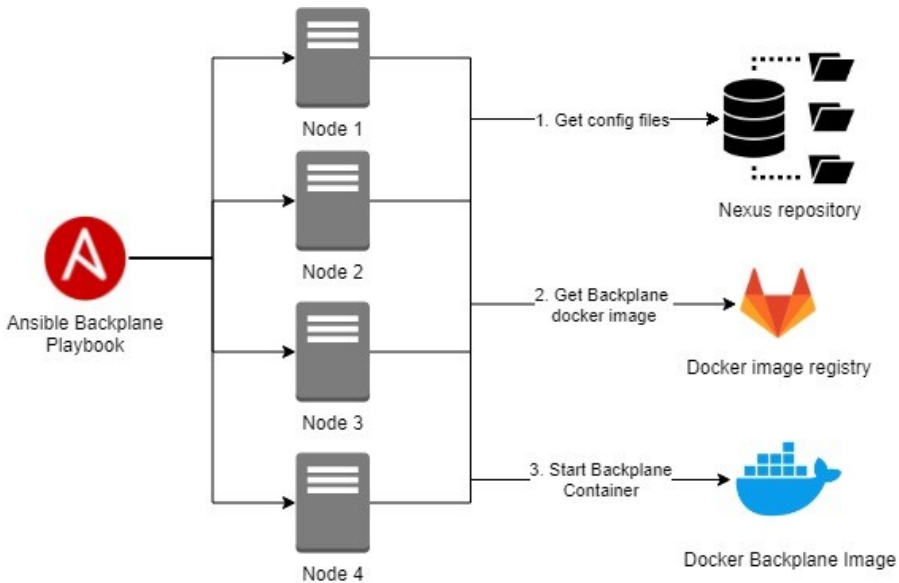 Node 1
1. Get config files
Nexus repository
Node 2
Ansible Backplane
Playbook
2. Get Backplane
docker image
Docker image registry
Node 3
3. Start Backplane
Container
Docker Backplane Image
Node 4